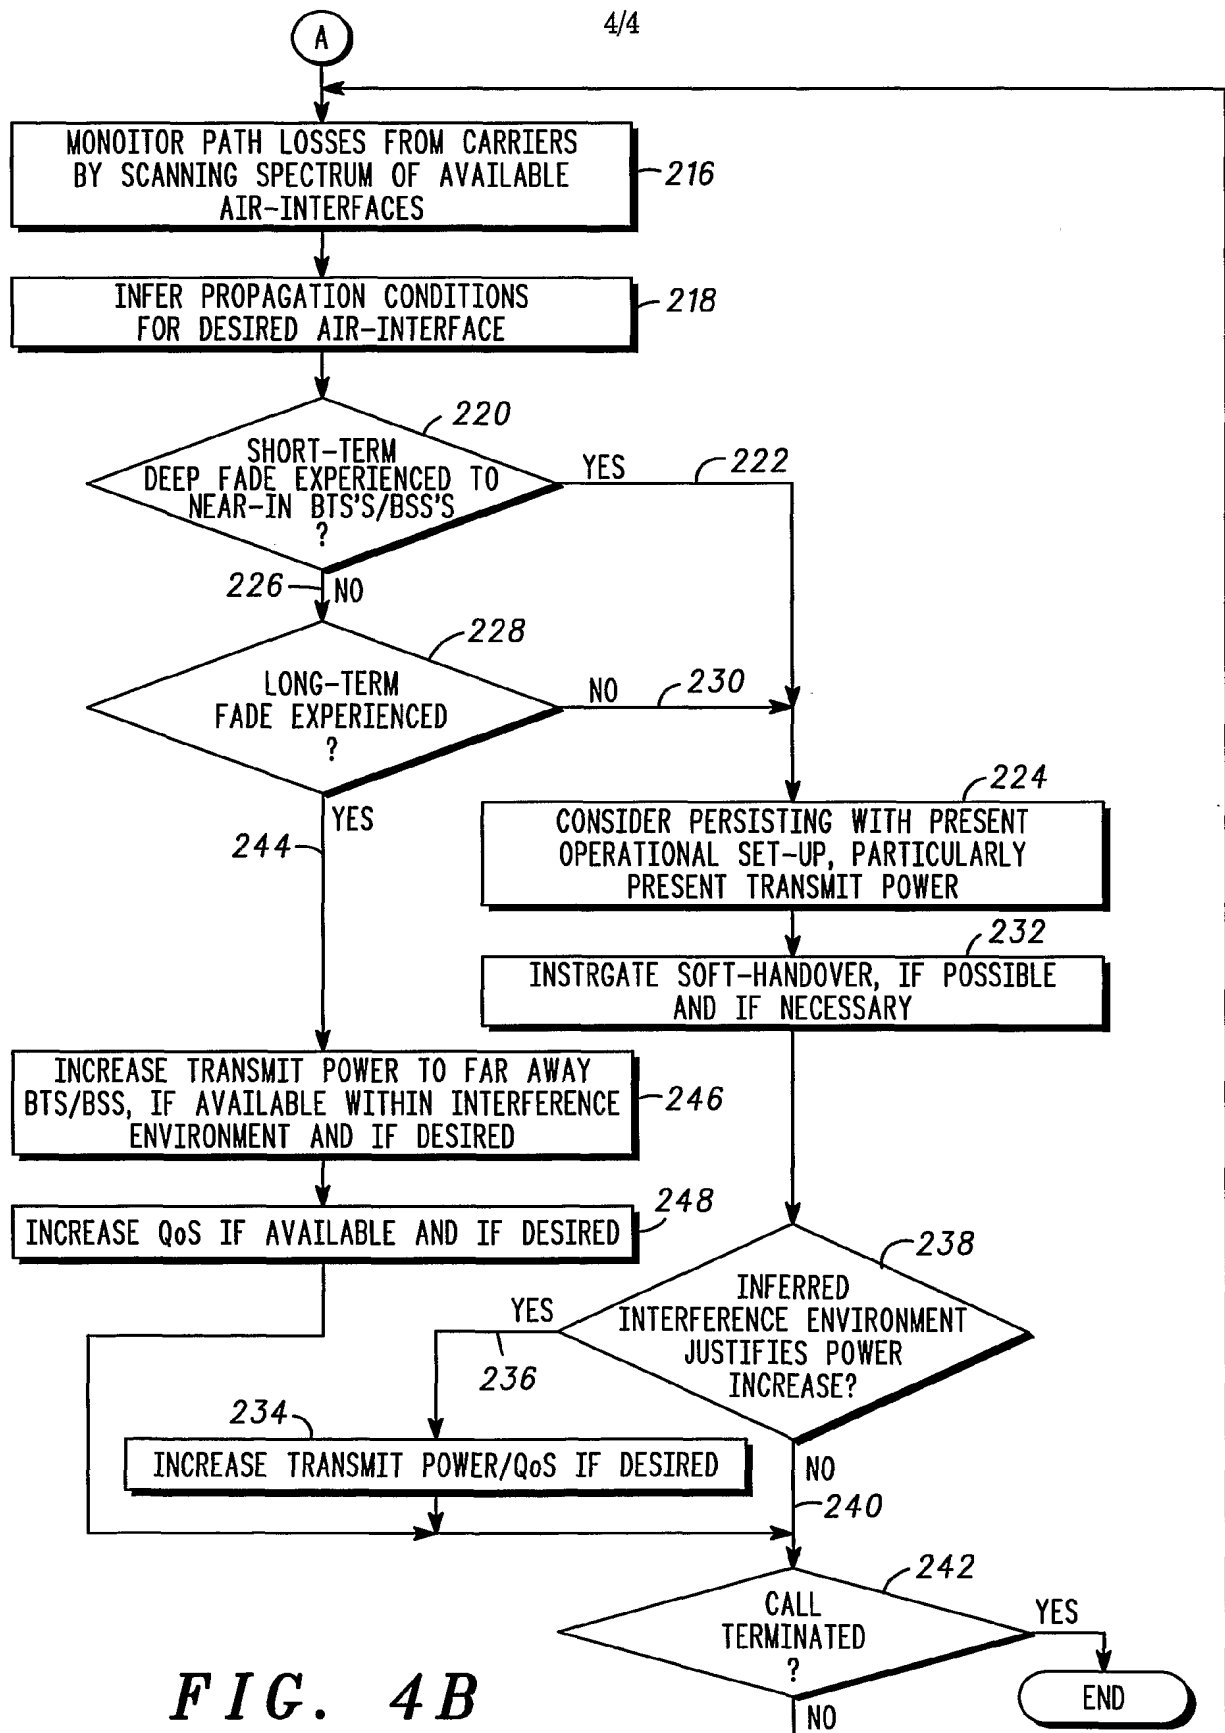 4/4
A
MONOITOR PATH LOSSES FROM CARRIERS
BY SCANNING SPECTRUM OF AVAILABLE
AIR-INTERFACES
216
INFER PROPAGATION CONDITIONS
FOR DESIRED AIR-INTERFACE
218
220
SHORT-TERM
DEEP FADE EXPERIENCED TO
NEAR-IN BTS'S/BSS'S
?
YES
222
226
NO
228
LONG-TERM
FADE EXPERIENCED
?
NO
230
YES
244
224
CONSIDER PERSISTING WITH PRESENT
OPERATIONAL SET-UP, PARTICULARLY
PRESENT TRANSMIT POWER
232
INSTRGATE SOFT-HANDOVER, IF POSSIBLE
AND IF NECESSARY
INCREASE TRANSMIT POWER TO FAR AWAY
BTS/BSS, IF AVAILABLE WITHIN INTERFERENCE
ENVIRONMENT AND IF DESIRED
246
INCREASE QoS IF AVAILABLE AND IF DESIRED
248
238
INFERRED
INTERFERENCE ENVIRONMENT
JUSTIFIES POWER
INCREASE?
YES
236
234
INCREASE TRANSMIT POWER/QoS IF DESIRED
NO
240
242
CALL
TERMINATED
?
YES
END
NO
FIG. 4B